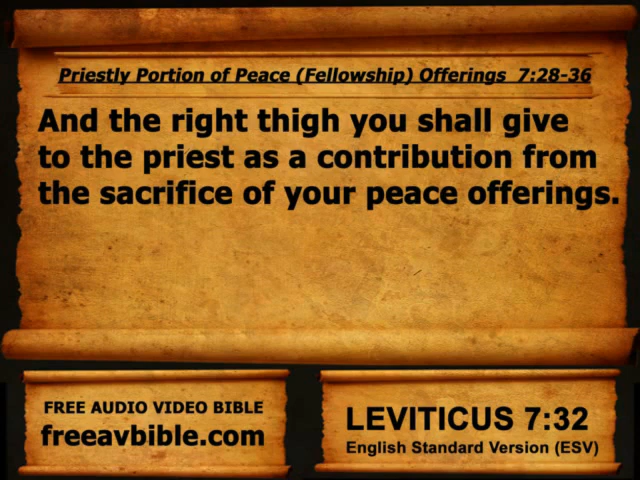 Priestly Portion of Peace (Fellowship) Offerings 7:28-36
And the right thigh you shall give
to the priest as a contribution from
the sacrifice of your peace offerings.
FREE AUDIO VIDEO BIBLE
freeavbible.com
LEVITICUS 7:32
English Standard Version (ESV)